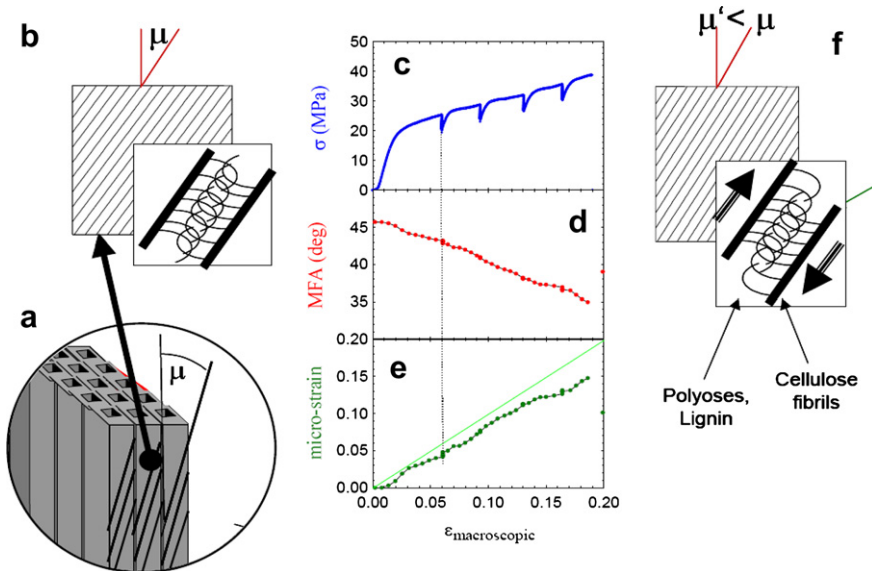 b
μ
a
μ
c
50
40
30
20
10
0
σ (MPa)
d
45
40
35
MFA (deg)
e
0.20
0.15
0.10
0.05
0.00
micro-strain
0.00 0.05 0.10 0.15 0.20
εmacroscopic
μ'< μ
f
Polyoses,
Lignin
Cellulose
fibrils